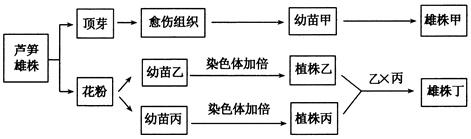 芦笋
雄株
顶芽
愈伤组织
幼苗甲
雄株甲
花粉
幼苗乙
染色体加倍
植株乙
乙×丙
雄株丁
幼苗丙
染色体加倍
植株丙